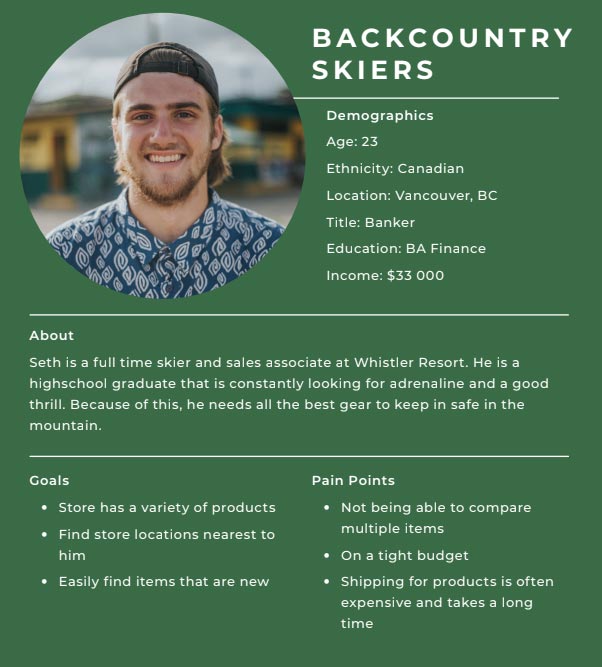 BACKCOUNTRY
SKIERS
Demographics
Age: 23
Ethnicity: Canadian
Location: Vancouver, BC
Title: Banker
Education: BA Finance
Income: $33 000
About
Seth is a full time skier and sales associate at Whistler Resort. He is a
highschool graduate that is constantly looking for adrenaline and a good
thrill. Because of this, he needs all the best gear to keep in safe in the
mountain.
Goals
• Store has a variety of products
• Find store locations nearest to
him
• Easily find items that are new
Pain Points
• Not being able to compare
multiple items
• On a tight budget
• Shipping for products is often
expensive and takes a long
time